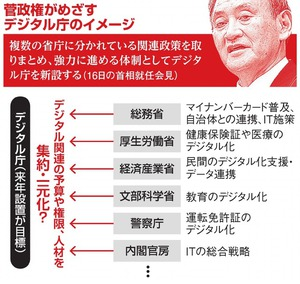 菅政権がめざす
デジタル庁のイメージ
複数の省庁に分かれている関連政策を取
りまとめ、強力に進める体制としてデジタ
ル庁を新設する（16日の首相就任会見）
デジタル庁（来年設置が目標）
デジタル関連の予算や権限、人材を
集約・一元化？
総務省
マイナンバーカード普及、
自治体との連携、IT施策
厚生労働省
健康保険証や医療の
デジタル化
経済産業省
民間のデジタル化支援・
データ連携
文部科学省
教育のデジタル化
警察庁
運転免許証の
デジタル化
内閣官房
ITの総合戦略